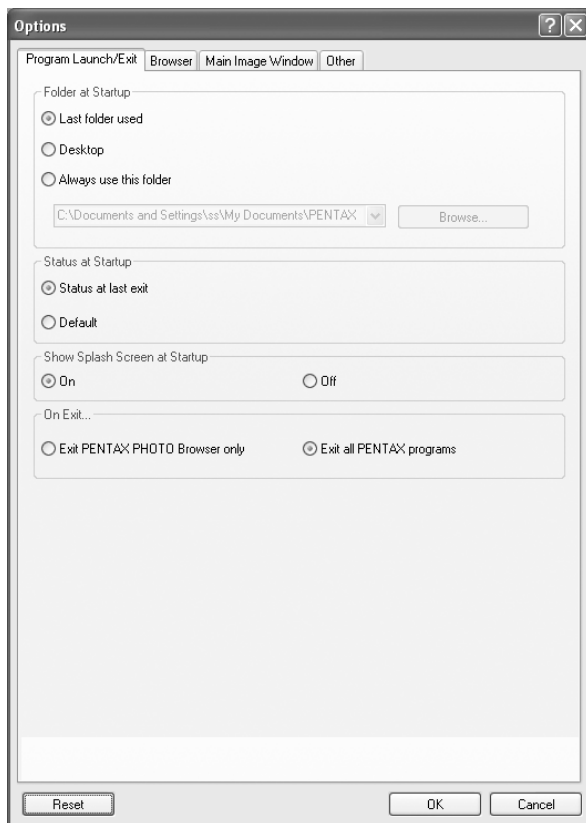 Options
Program Launch/Exit Browser Main Image Window Other
Folder at Startup
Last folder used
Desktop
Always use this folder
C:\Documents and Settings\ss\My Documents\PENTAX Browse...
Status at Startup
Status at last exit
Default
Show Splash Screen at Startup
On Off
On Exit...
Exit PENTAX PHOTO Browser only Exit all PENTAX programs
Reset OK Cancel